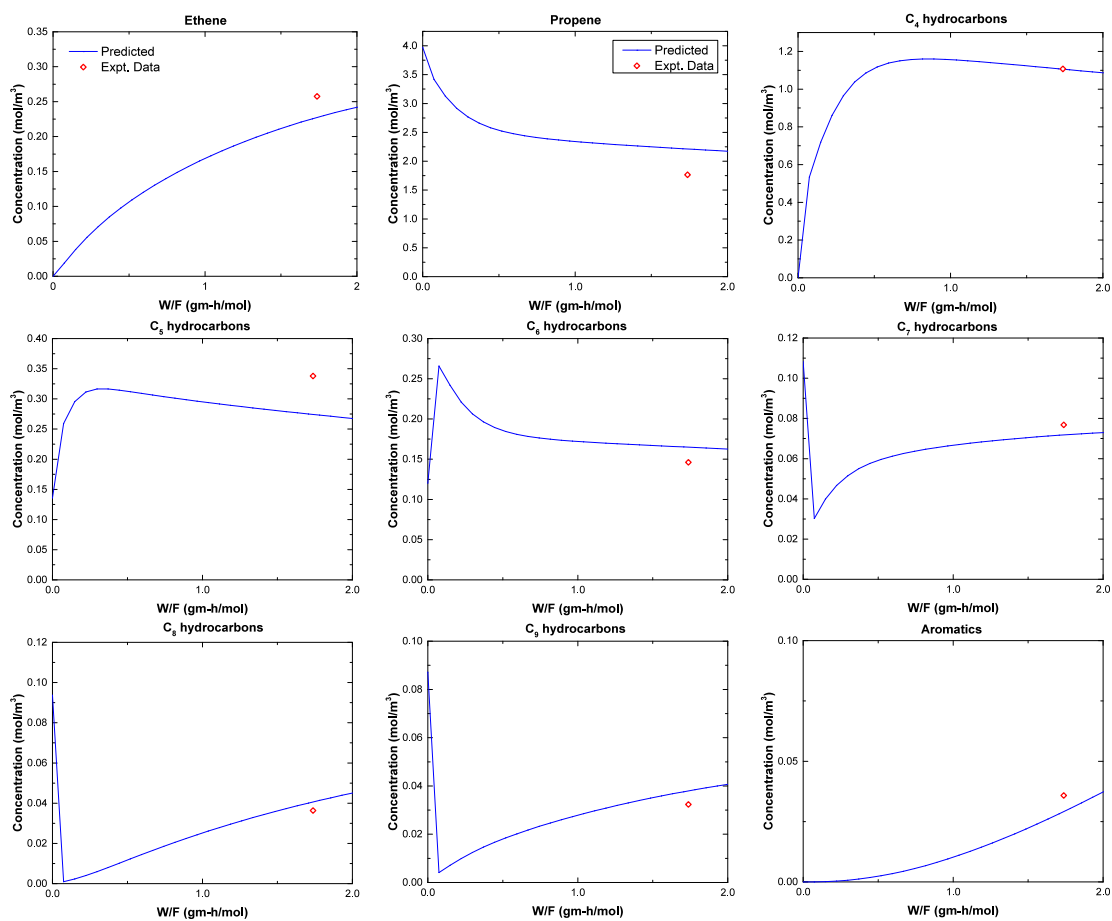 Ethene
0.35
0.30
0.25
0.20
0.15
0.10
0.05
0.00
Concentration (mol/m³)
Predicted
Expt. Data
0 1 2
W/F (gm-h/mol)
Propene
4.0
3.5
3.0
2.5
2.0
1.5
1.0
0.5
0.0
Concentration (mol/m³)
Predicted
Expt. Data
0.0 1.0 2.0
W/F (gm-h/mol)
C₄ hydrocarbons
1.2
1.0
0.8
0.6
0.4
0.2
0.0
Concentration (mol/m³)
0.0 1.0 2.0
W/F (gm-h/mol)
C₅ hydrocarbons
0.40
0.35
0.30
0.25
0.20
0.15
0.10
0.05
0.00
Concentration (mol/m³)
0.0 1.0 2.0
W/F (gm-h/mol)
C₆ hydrocarbons
0.30
0.25
0.20
0.15
0.10
0.05
0.00
Concentration (mol/m³)
0.0 1.0 2.0
W/F (gm-h/mol)
C₇ hydrocarbons
0.12
0.10
0.08
0.06
0.04
0.02
0.00
Concentration (mol/m³)
0.0 1.0 2.0
W/F (gm-h/mol)
C₈ hydrocarbons
0.12
0.10
0.08
0.06
0.04
0.02
0.00
Concentration (mol/m³)
0.0 1.0 2.0
W/F (gm-h/mol)
C₉ hydrocarbons
0.10
0.08
0.06
0.04
0.02
0.00
Concentration (mol/m³)
0.0 1.0 2.0
W/F (gm-h/mol)
Aromatics
0.10
0.05
0.00
Concentration (mol/m³)
0.0 1.0 2.0
W/F (gm-h/mol)